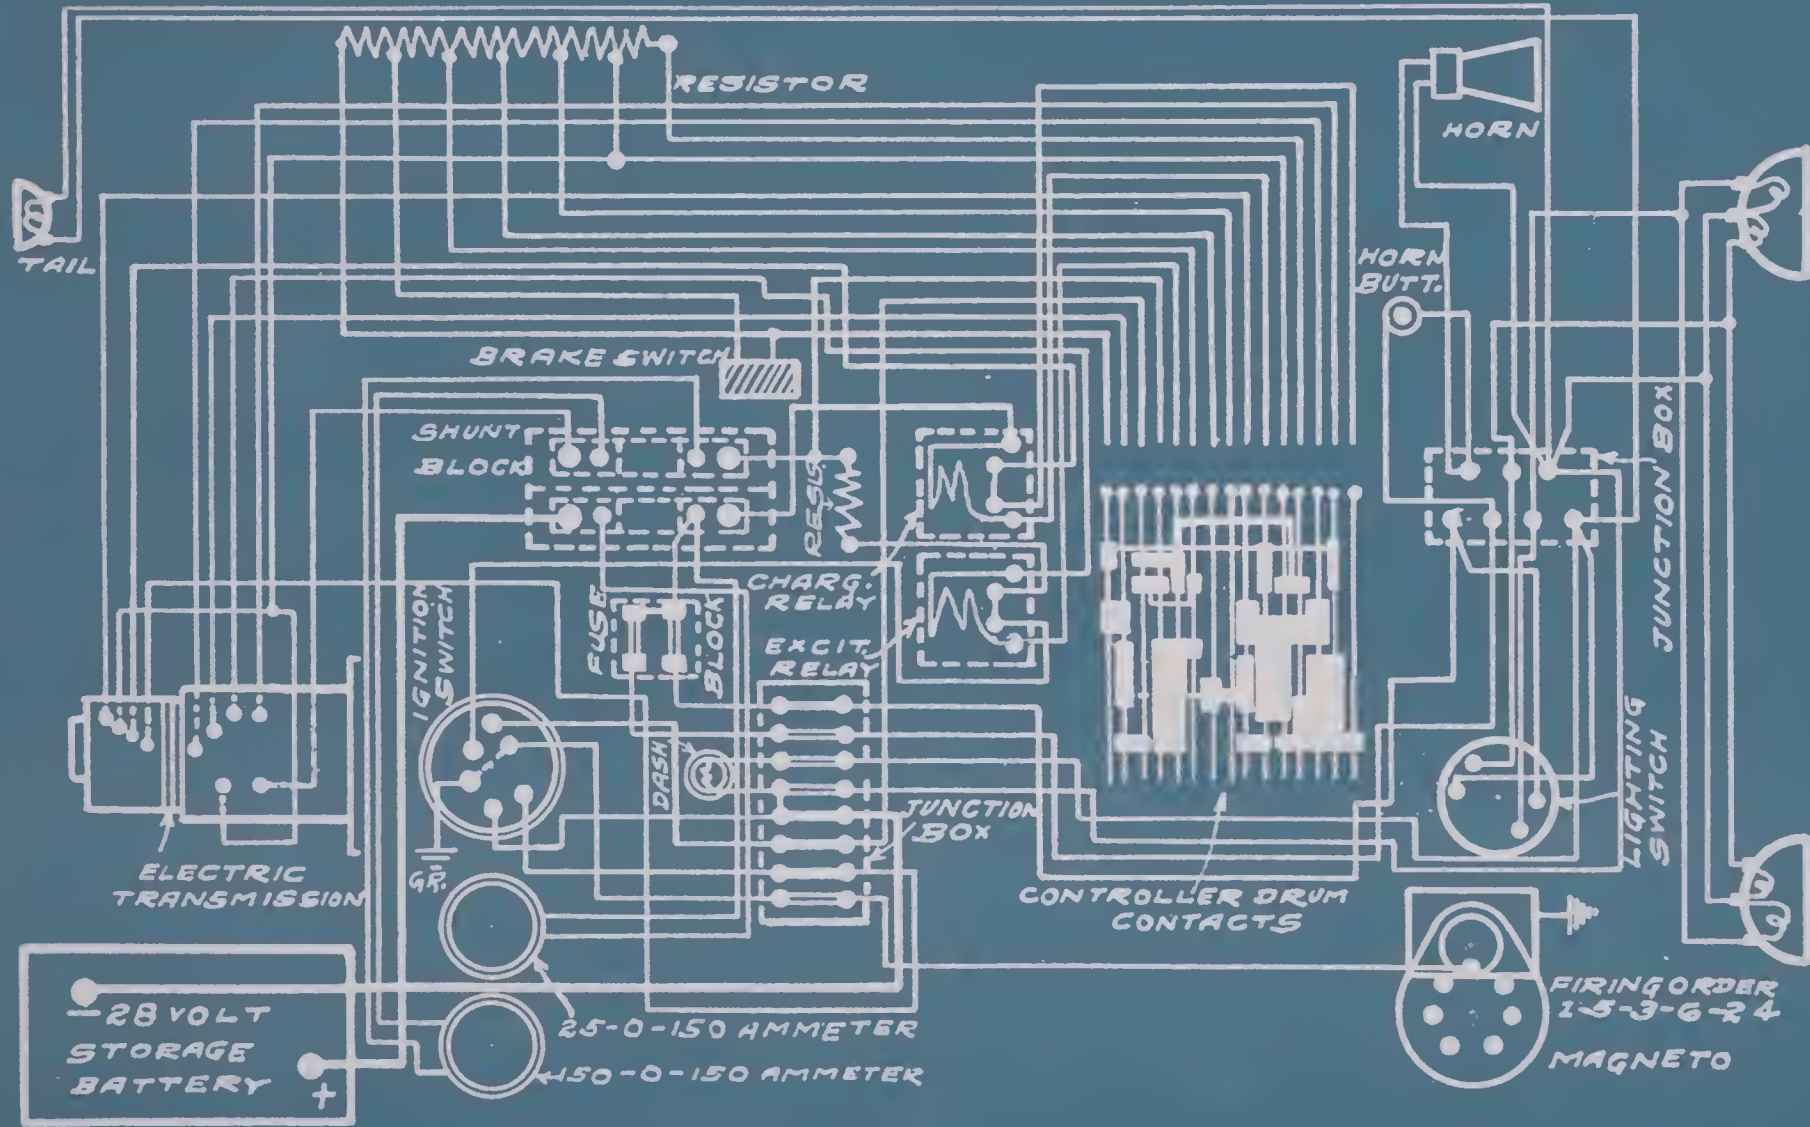 RESISTOR
HORN
TAIL
HORN
BUTT.
BRAKE SWITCH
SHUNT
BLOCK
RESIS.
JUNCTION BOX
CHARG.
RELAY
IGNITION
SWITCH
FUSE
BLOCK
EXCIT.
RELAY
DASH
LIGHTING
SWITCH
JUNCTION
BOX
ELECTRIC
TRANSMISSION
GR.
CONTROLLER DRUM
CONTACTS
- 28 VOLT
STORAGE
BATTERY
+
25-0-150 AMMETER
150-0-150 AMMETER
FIRING ORDER
1-5-3-6-2 4
MAGNETO